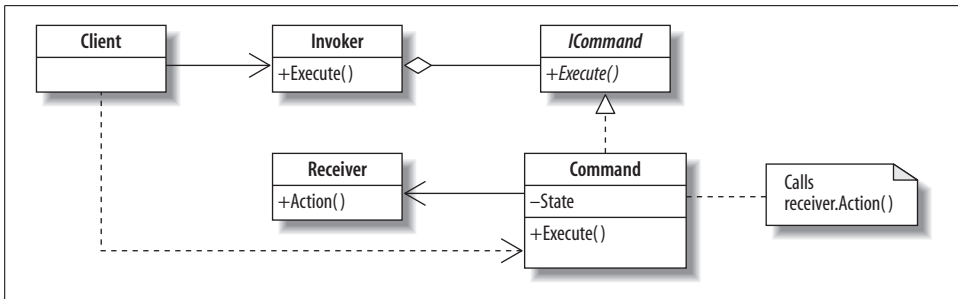 Client
Invoker
+Execute()
ICommand
+Execute()
Receiver
+Action()
Command
–State
+Execute()
Calls
receiver.Action()